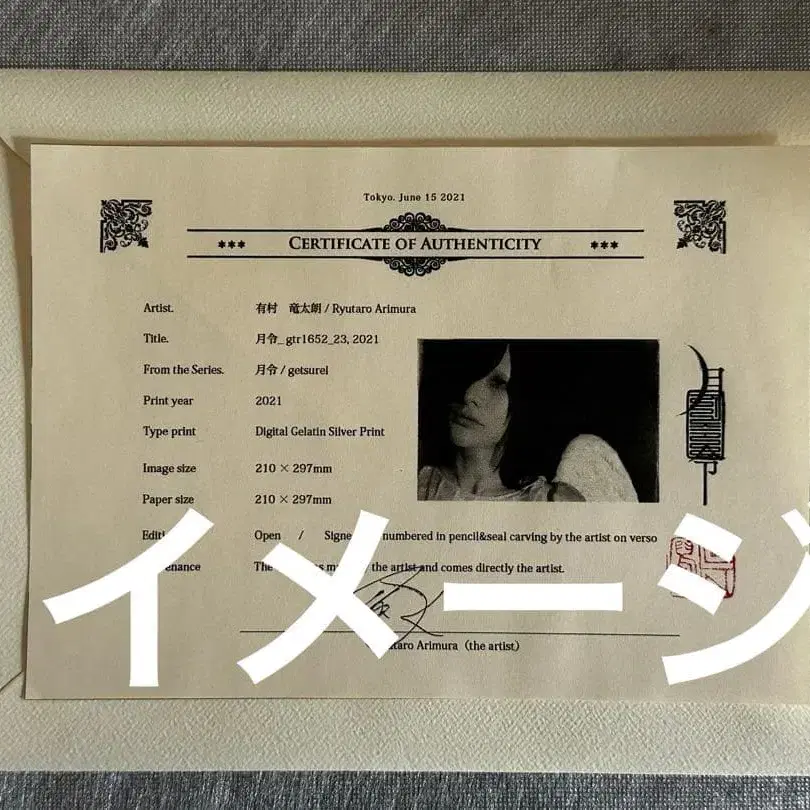 Tokyo. June 15 2021
*** CERTIFICATE OF AUTHENTICITY ***
Artist. 有村 竜太朗 / Ryutaro Arimura
Title. 月令_gtr1652_23, 2021
From the Series. 月令 / getsurei
Print year 2021
Type print Digital Gelatin Silver Print
Image size 210 × 297mm
Paper size 210 × 297mm
Open / numbered in pencil&seal carving by the artist on verso
the artist and comes directly the artist.
イメージ
Arimura (the artist)